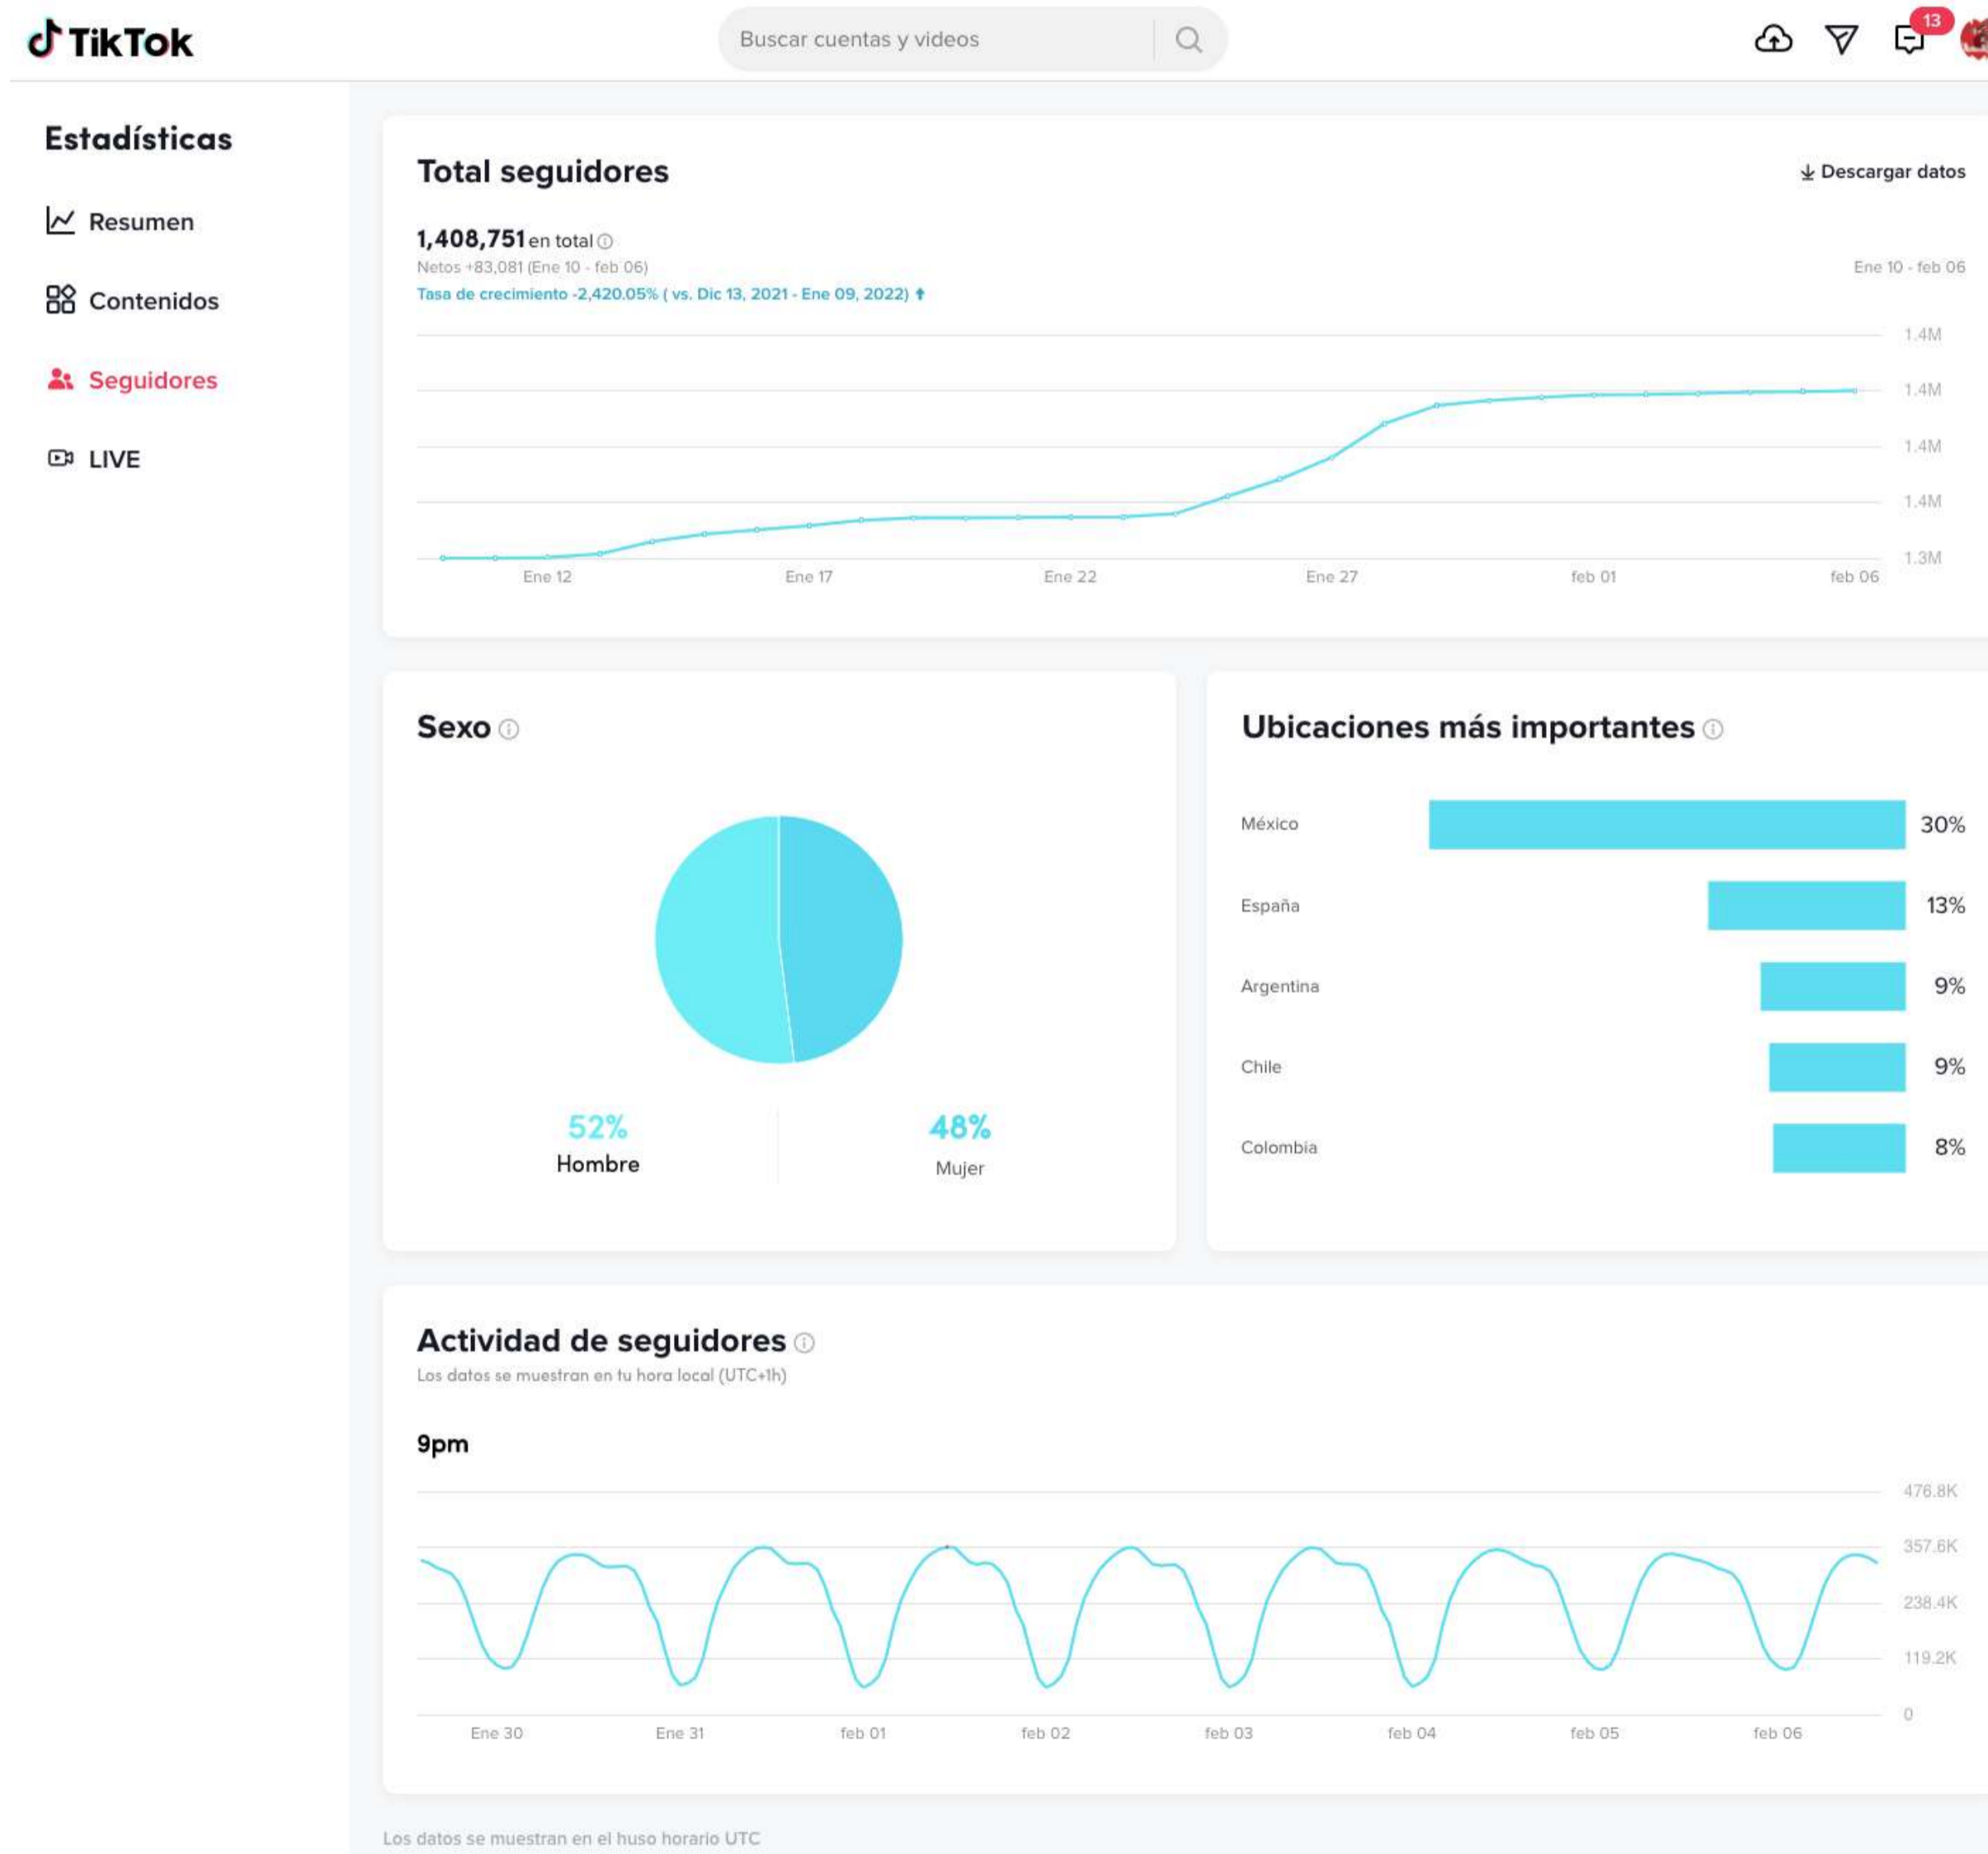 TikTok
Buscar cuentas y videos
13
Estadísticas
Resumen
Contenidos
Seguidores
LIVE
Total seguidores
Descargar datos
1,408,751 en total
Netos +83,081 (Ene 10 - feb 06)
Ene 10 - feb 06
Tasa de crecimiento -2,420.05% ( vs. Dic 13, 2021 - Ene 09, 2022)
1.4M
1.4M
1.4M
1.4M
1.3M
Ene 12 Ene 17 Ene 22 Ene 27 feb 01 feb 06
Sexo
52%
Hombre
48%
Mujer
Ubicaciones más importantes
México 30%
España 13%
Argentina 9%
Chile 9%
Colombia 8%
Actividad de seguidores
Los datos se muestran en tu hora local (UTC+1h)
9pm
476.8K
357.6K
238.4K
119.2K
0
Ene 30 Ene 31 feb 01 feb 02 feb 03 feb 04 feb 05 feb 06
Los datos se muestran en el huso horario UTC